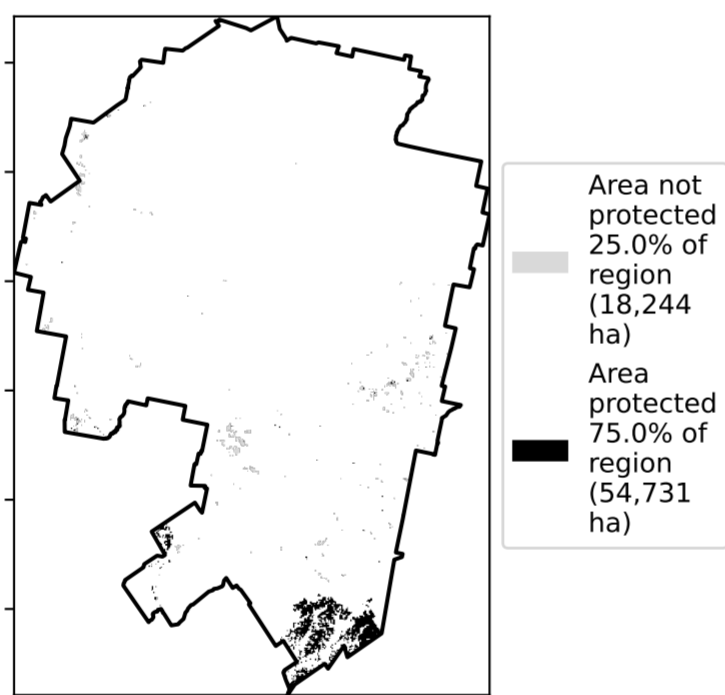 Area not
protected
25.0% of
region
(18,244
ha)
Area
protected
75.0% of
region
(54,731
ha)